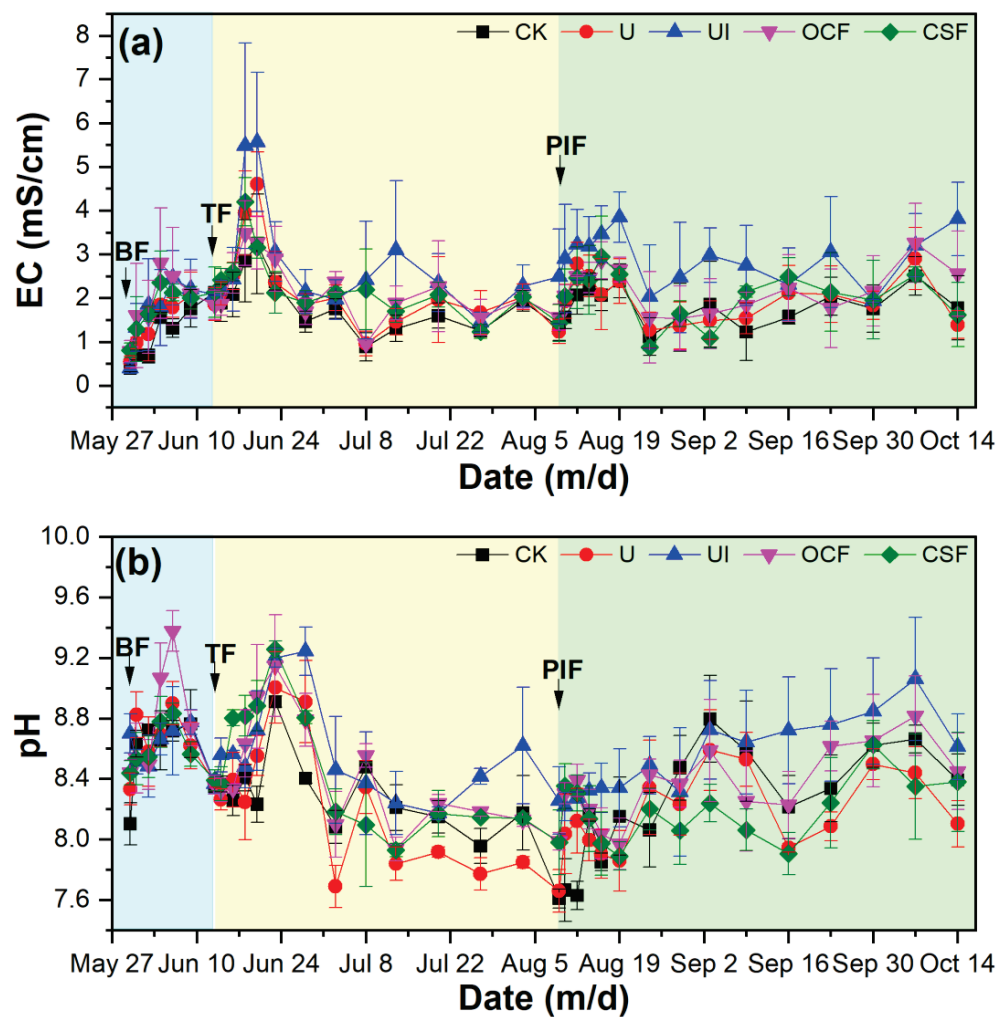 (a)
CK U UI OCF CSF
8
7
6
5
4
3
2
1
0
EC (mS/cm)
BF
TF
PIF
May 27 Jun 10 Jun 24 Jul 8 Jul 22 Aug 5 Aug 19 Sep 2 Sep 16 Sep 30 Oct 14
Date (m/d)
(b)
CK U UI OCF CSF
10.0
9.6
9.2
8.8
8.4
8.0
7.6
pH
BF
TF
PIF
May 27 Jun 10 Jun 24 Jul 8 Jul 22 Aug 5 Aug 19 Sep 2 Sep 16 Sep 30 Oct 14
Date (m/d)